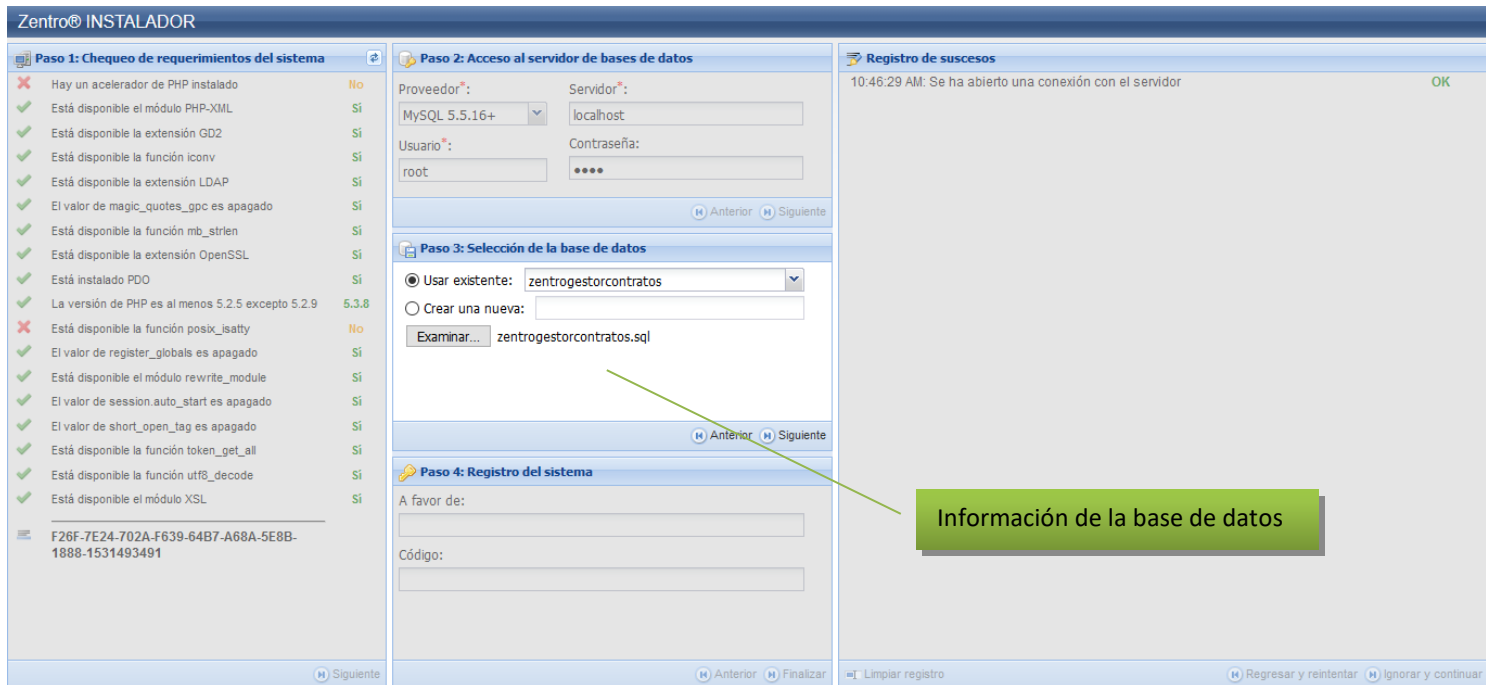 Zentro® INSTALADOR
Paso 1: Chequeo de requerimientos del sistema
Hay un acelerador de PHP instalado No
Está disponible el módulo PHP-XML Sí
Está disponible la extensión GD2 Sí
Está disponible la función iconv Sí
Está disponible la extensión LDAP Sí
El valor de magic_quotes_gpc es apagado Sí
Está disponible la función mb_strlen Sí
Está disponible la extensión OpenSSL Sí
Está instalado PDO Sí
La versión de PHP es al menos 5.2.5 excepto 5.2.9 5.3.8
Está disponible la función posix_isatty No
El valor de register_globals es apagado Sí
Está disponible el módulo rewrite_module Sí
El valor de session.auto_start es apagado Sí
El valor de short_open_tag es apagado Sí
Está disponible la función token_get_all Sí
Está disponible la función utf8_decode Sí
Está disponible el módulo XSL Sí
F26F-7E24-702A-F639-64B7-A68A-5E8B-
1888-1531493491
Siguiente
Paso 2: Acceso al servidor de bases de datos
Proveedor*: Servidor*:
MySQL 5.5.16+ localhost
Usuario*: Contraseña:
root ••••
Anterior Siguiente
Paso 3: Selección de la base de datos
Usar existente: zentrogestorcontratos
Crear una nueva:
Examinar... zentrogestorcontratos.sql
Anterior Siguiente
Paso 4: Registro del sistema
A favor de:
Código:
Anterior Finalizar
Registro de suscesos
10:46:29 AM: Se ha abierto una conexión con el servidor OK
Información de la base de datos
Limpiar registro Regresar y reintentar Ignorar y continuar